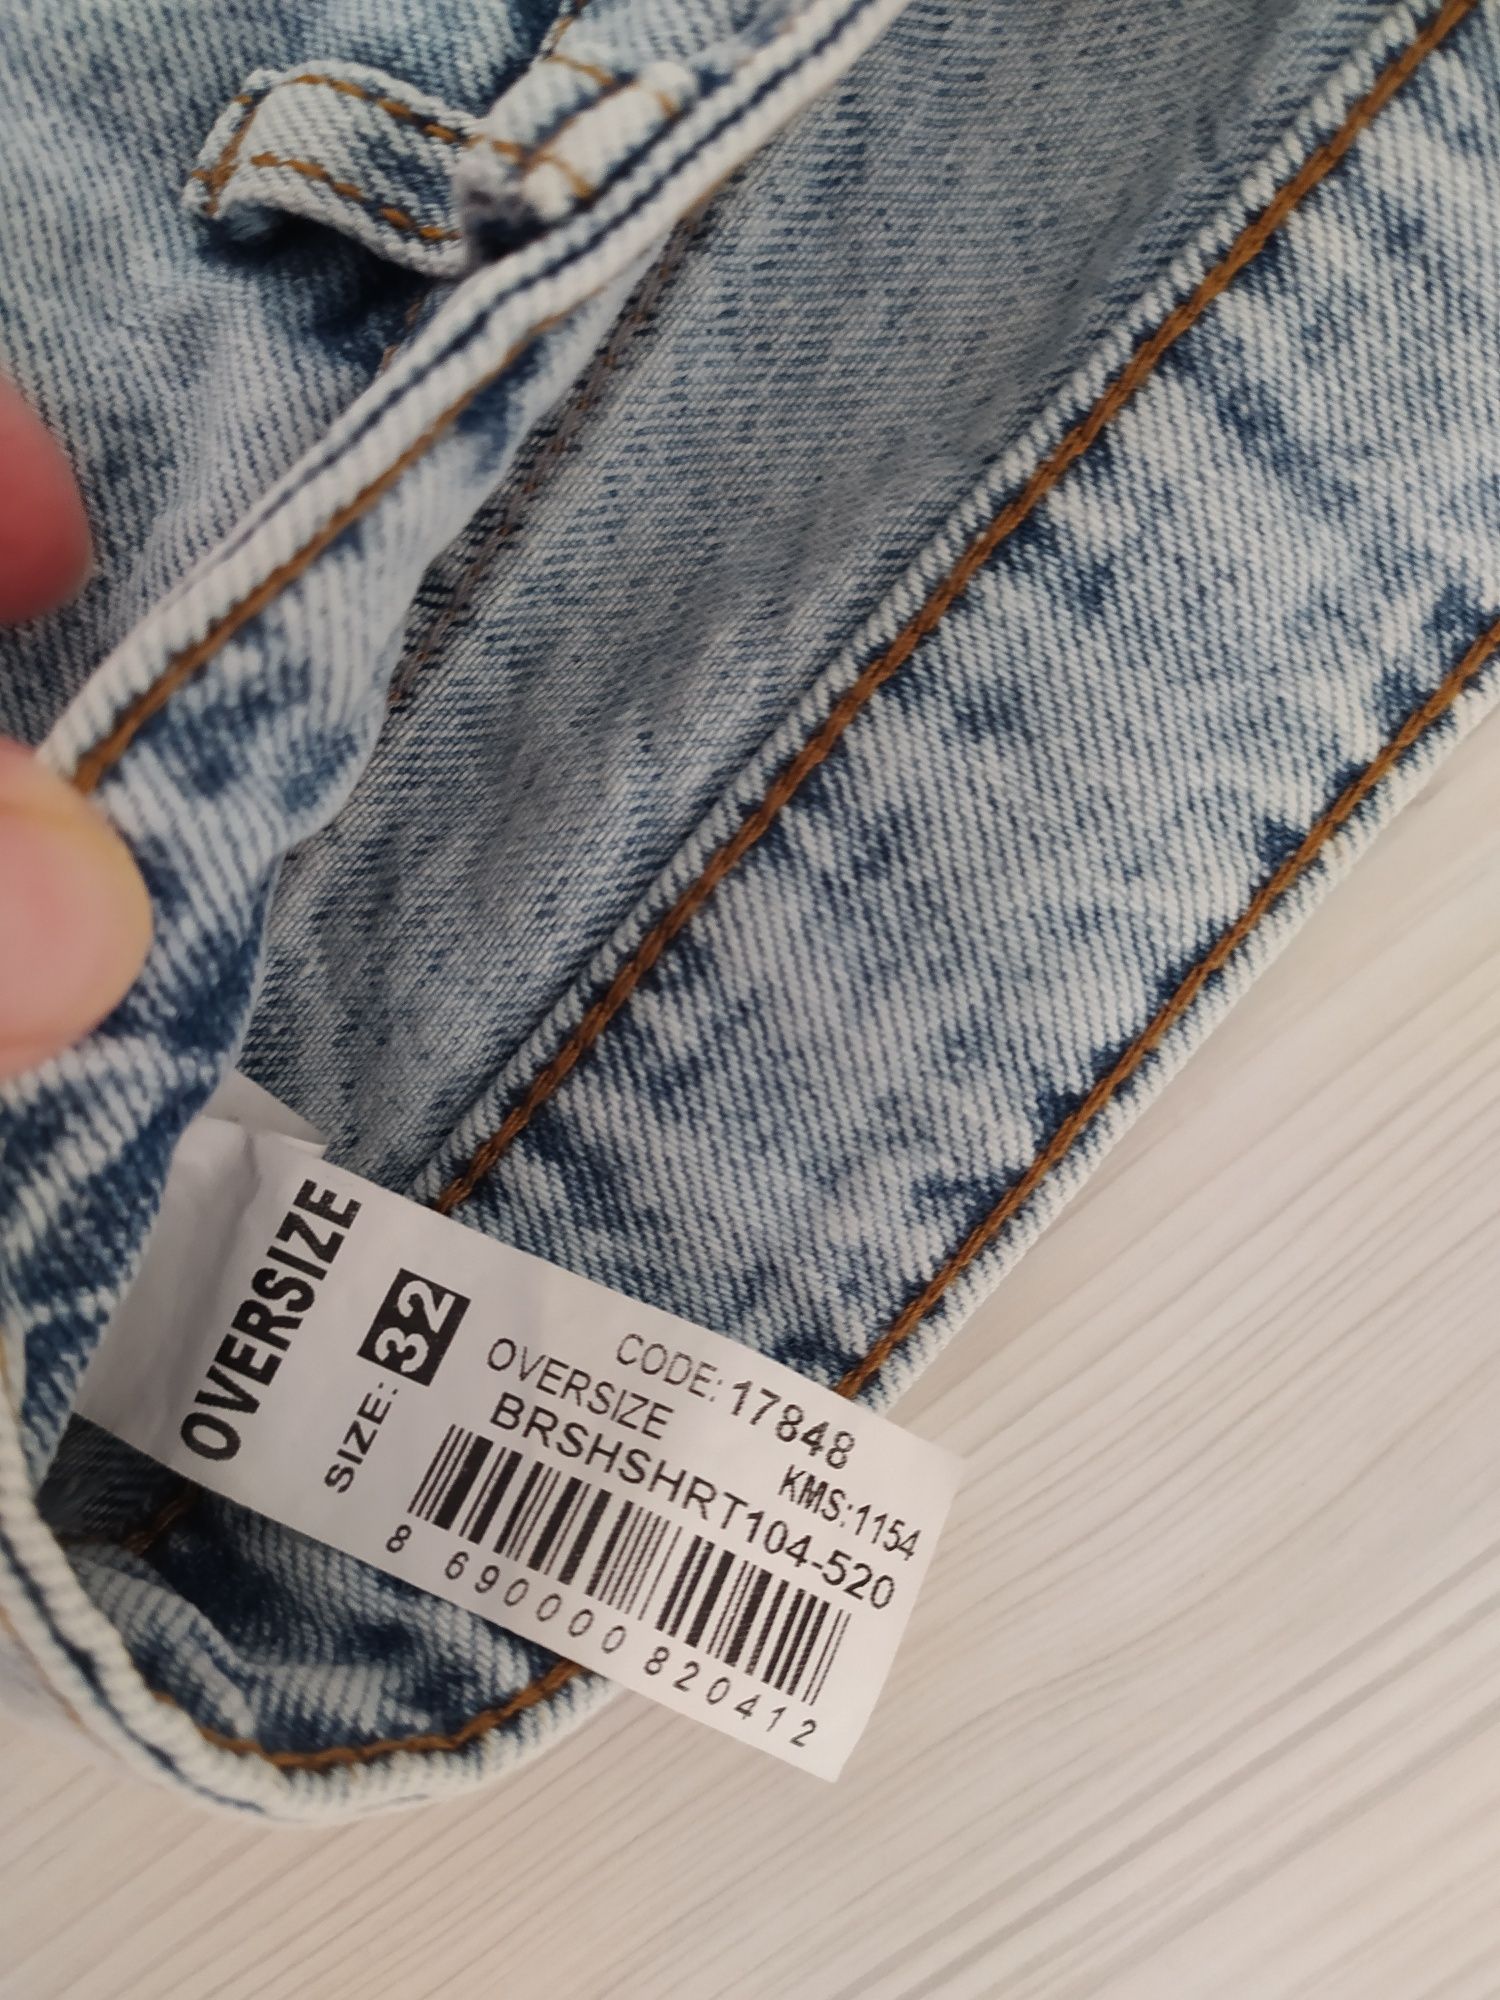 OVERSIZE
SIZE: 32
CODE: 17848
OVERSIZE
KMS:1154
BRSHSHRT104-520
8 690000 820412